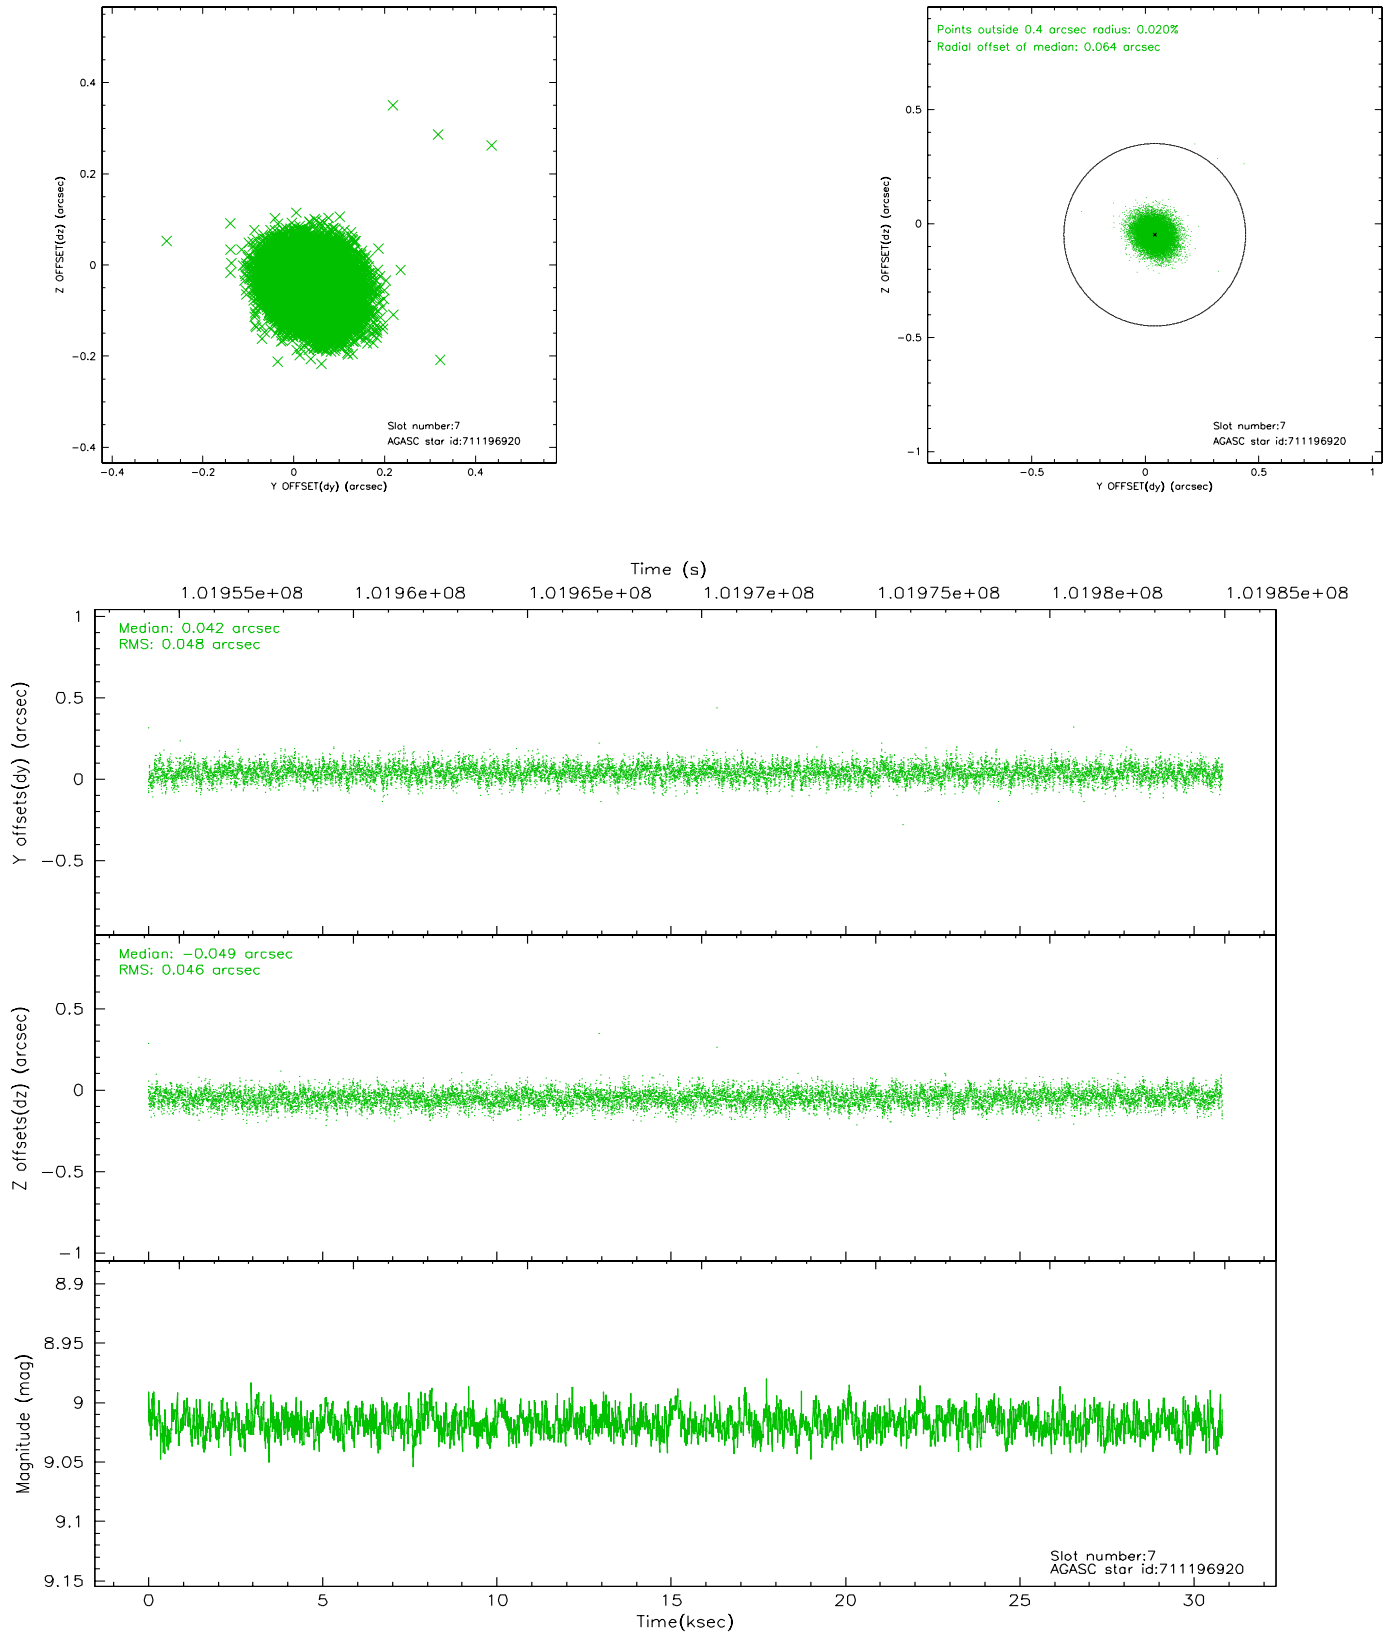 0.4
0.2
0
−0.2
−0.4
Z OFFSET(dz) (arcsec)
Slot number:7
AGASC star id:711196920
−0.4
−0.2
0
0.2
0.4
Y OFFSET(dy) (arcsec)
Points outside 0.4 arcsec radius: 0.020%
Radial offset of median: 0.064 arcsec
0.5
0
−0.5
−1
Z OFFSET(dz) (arcsec)
Slot number:7
AGASC star id:711196920
−0.5
0
0.5
1
Y OFFSET(dy) (arcsec)
Time (s)
1.01955e+08
1.0196e+08
1.01965e+08
1.0197e+08
1.01975e+08
1.0198e+08
1.01985e+08
Median: 0.042 arcsec
RMS: 0.048 arcsec
1
0.5
0
−0.5
Y offsets(dy) (arcsec)
Median: −0.049 arcsec
RMS: 0.046 arcsec
0.5
0
−0.5
−1
Z offsets(dz) (arcsec)
8.9
8.95
9
9.05
9.1
9.15
Magnitude (mag)
Slot number:7
AGASC star id:711196920
0
5
10
15
20
25
30
Time(ksec)